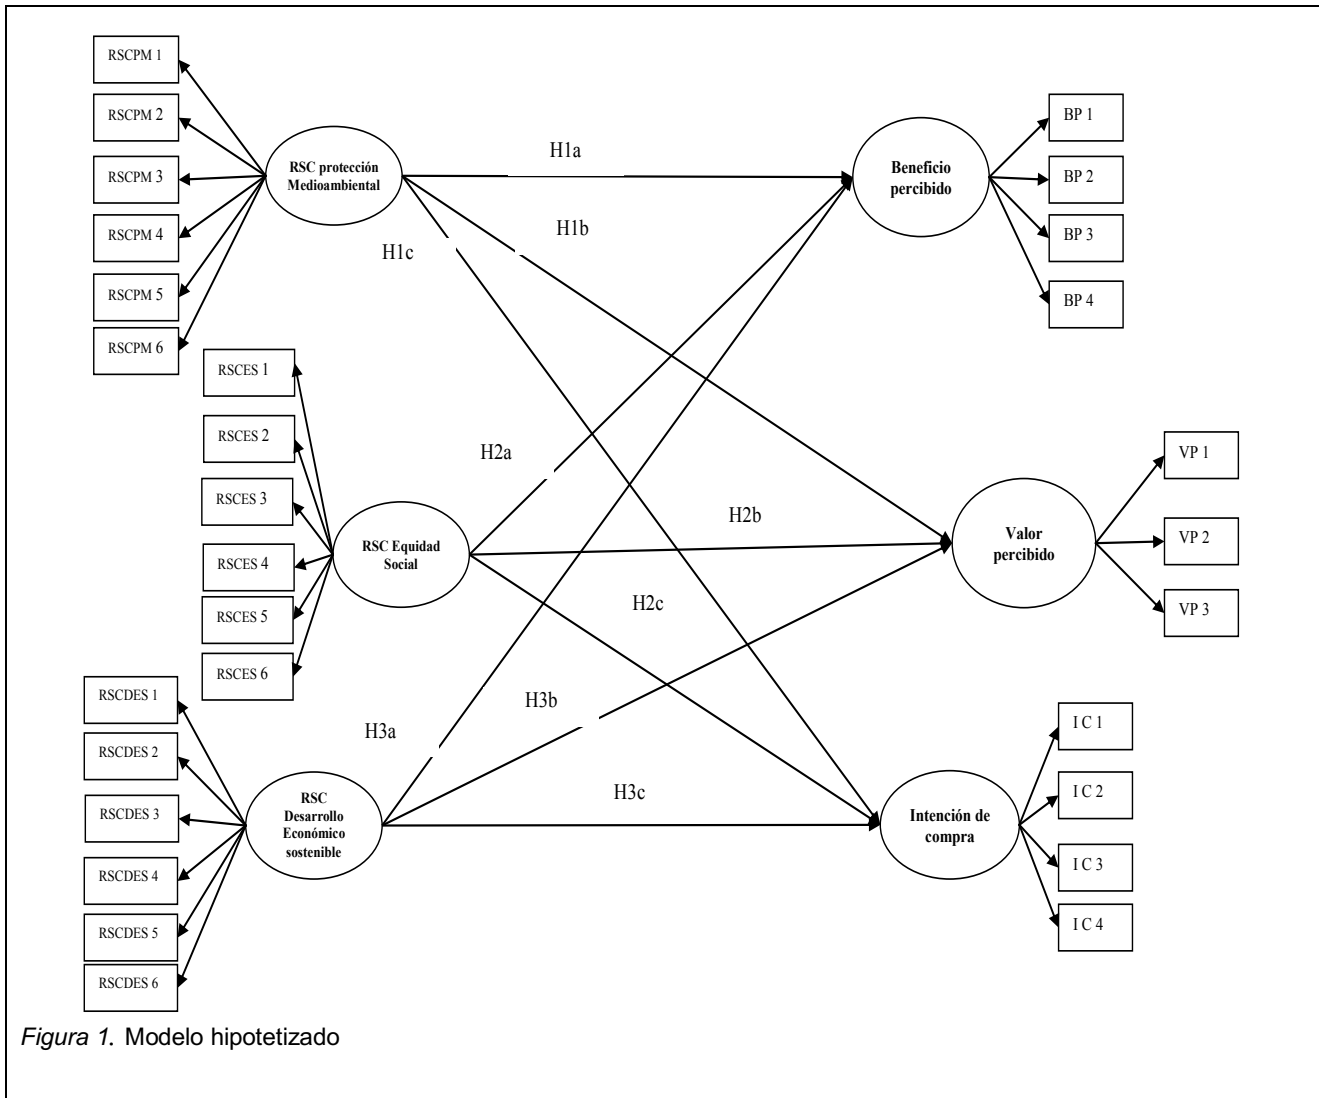 RSCPM 1
RSCPM 2
RSCPM 3
RSCPM 4
RSCPM 5
RSCPM 6
RSC protección
Medioambiental
H1a
H1b
H1c
Beneficio
percibido
BP 1
BP 2
BP 3
BP 4
RSCES 1
RSCES 2
RSCES 3
RSCES 4
RSCES 5
RSCES 6
RSC Equidad
Social
H2a
H2b
H2c
Valor
percibido
VP 1
VP 2
VP 3
RSCDES 1
RSCDES 2
RSCDES 3
RSCDES 4
RSCDES 5
RSCDES 6
RSC
Desarrollo
Económico
sostenible
H3a
H3b
H3c
Intención de
compra
I C 1
I C 2
I C 3
I C 4
Figura 1. Modelo hipotetizado